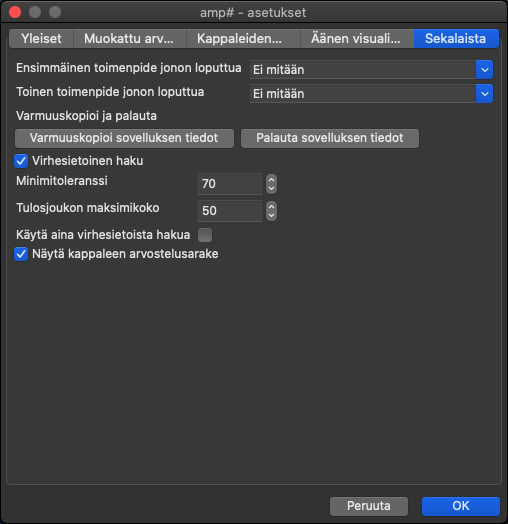 amp# - asetukset
Yleiset Muokattu arv... Kappaleiden... Äänen visuali... Sekalaista
Ensimmäinen toimenpide jonon loputtua Ei mitään
Toinen toimenpide jonon loputtua Ei mitään
Varmuuskopioi ja palauta
Varmuuskopioi sovelluksen tiedot Palauta sovelluksen tiedot
Virhesietoinen haku
Minimitoleranssi 70
Tulosjoukon maksimikoko 50
Käytä aina virhesietoista hakua
Näytä kappaleen arvostelusarake
Peruuta OK